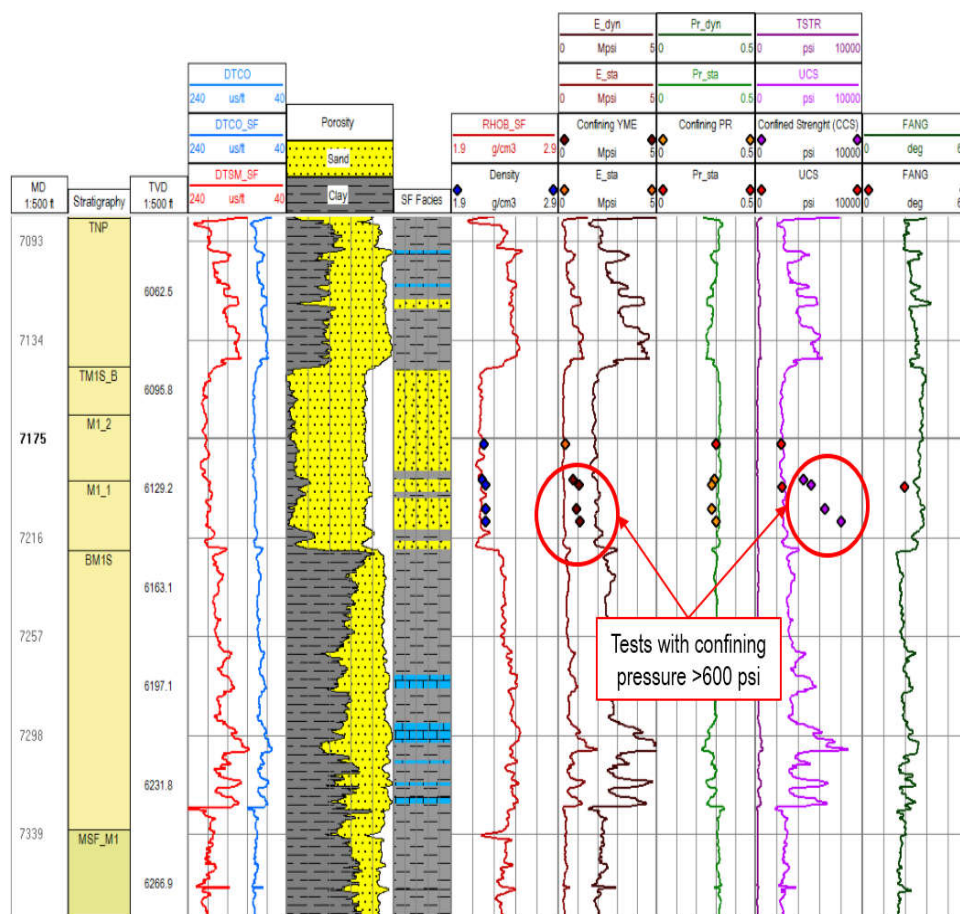 E_dyn
0 Mpsi 5
Pr_dyn
0 0.5
TSTR
0 psi 10000
DTCO
240 us/ft 40
E_sta
0 Mpsi 5
Pr_sta
0 0.5
UCS
0 psi 10000
DTCO_SF
240 us/ft 40
Porosity
Sand
Clay
RHOB_SF
1.9 g/cm3 2.9
Confining YME
0 Mpsi 5
Confining PR
0 0.5
Confined Strenght (CCS)
0 psi 10000
FANG
0 deg 6
MD
1:500 ft
Stratigraphy
TVD
1:500 ft
DTSM_SF
240 us/ft 40
SF Facies
Density
1.9 g/cm3 2.9
E_sta
0 Mpsi 5
Pr_sta
0 0.5
UCS
0 psi 10000
FANG
0 deg 6
TNP
7093
6062.5
7134
TM1S_B
6095.8
M1_2
7175
M1_1
6129.2
7216
BM1S
6163.1
7257
Tests with confining
pressure >600 psi
6197.1
7298
6231.8
7339
MSF_M1
6266.9